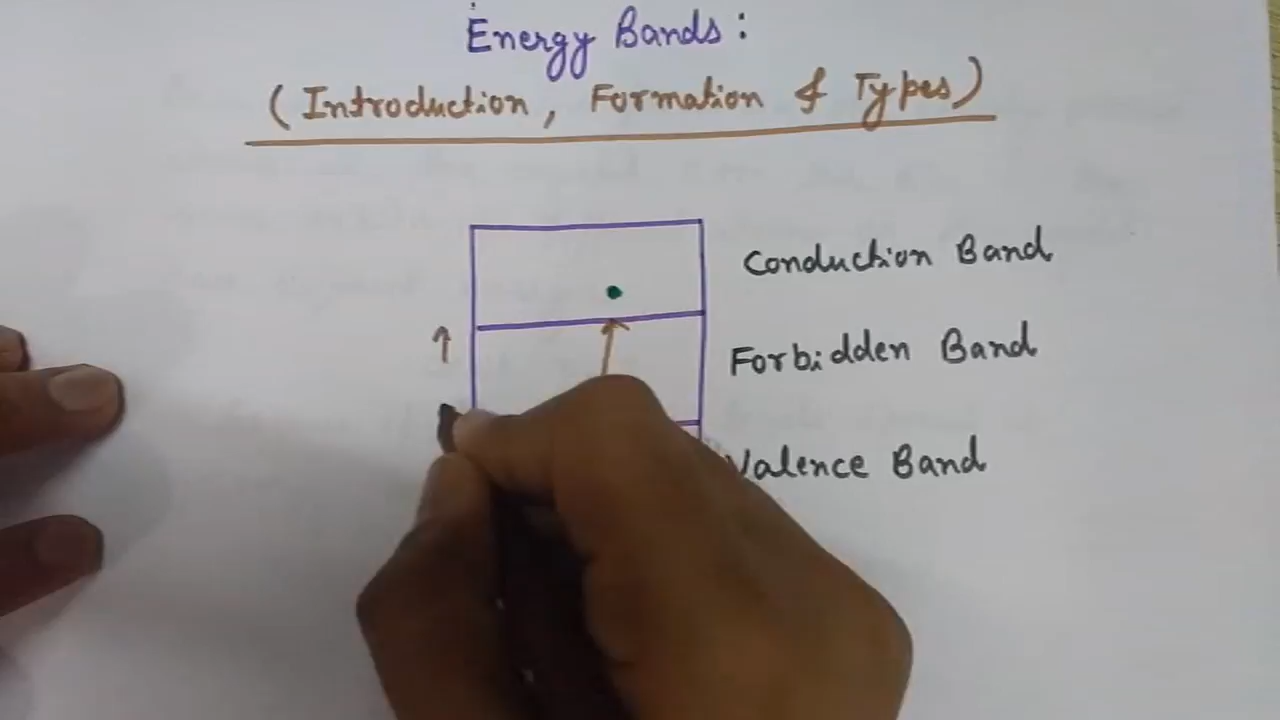 Energy Bands :
(Introduction, Formation & Types)
Conduction Band
Forbidden Band
Valence Band